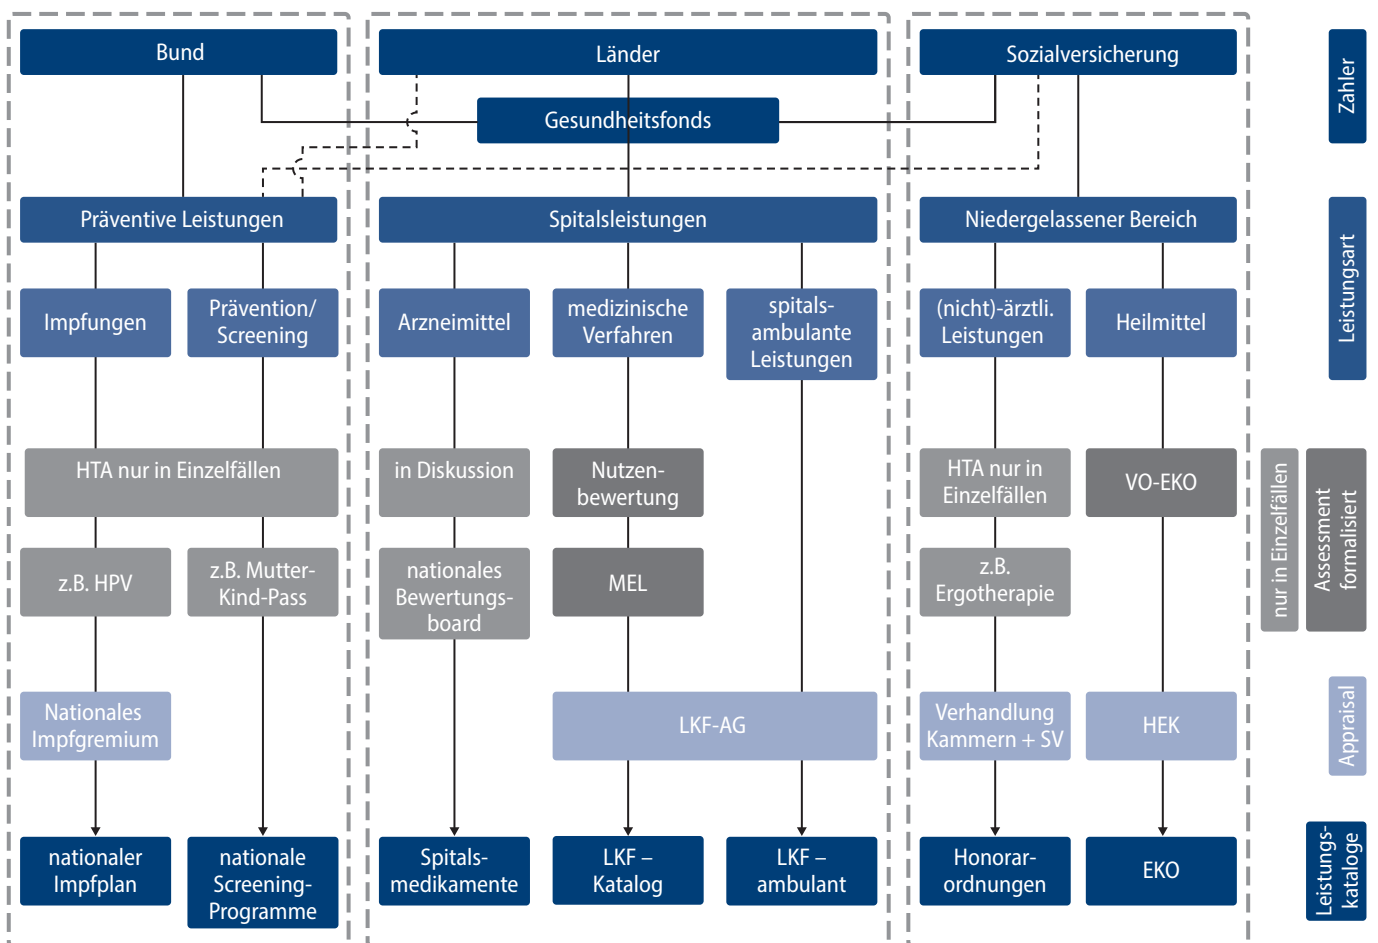 Bund
Länder
Sozialversicherung
Zahler
Gesundheitsfonds
Präventive Leistungen
Spitalsleistungen
Niedergelassener Bereich
Leistungsart
Impfungen
Prävention/
Screening
Arzneimittel
medizinische
Verfahren
spitals-
ambulante
Leistungen
(nicht)-ärztli.
Leistungen
Heilmittel
HTA nur in Einzelfällen
in Diskussion
Nutzen-
bewertung
HTA nur in
Einzelfällen
VO-EKO
nur in Einzelfällen
Assessment
formalisiert
z.B. HPV
z.B. Mutter-
Kind-Pass
nationales
Bewertungs-
board
MEL
z.B.
Ergotherapie
Nationales
Impfgremium
LKF-AG
Verhandlung
Kammern + SV
HEK
Appraisal
nationaler
Impfplan
nationale
Screening-
Programme
Spitals-
medikamente
LKF –
Katalog
LKF –
ambulant
Honorar-
ordnungen
EKO
Leistungs-
kataloge